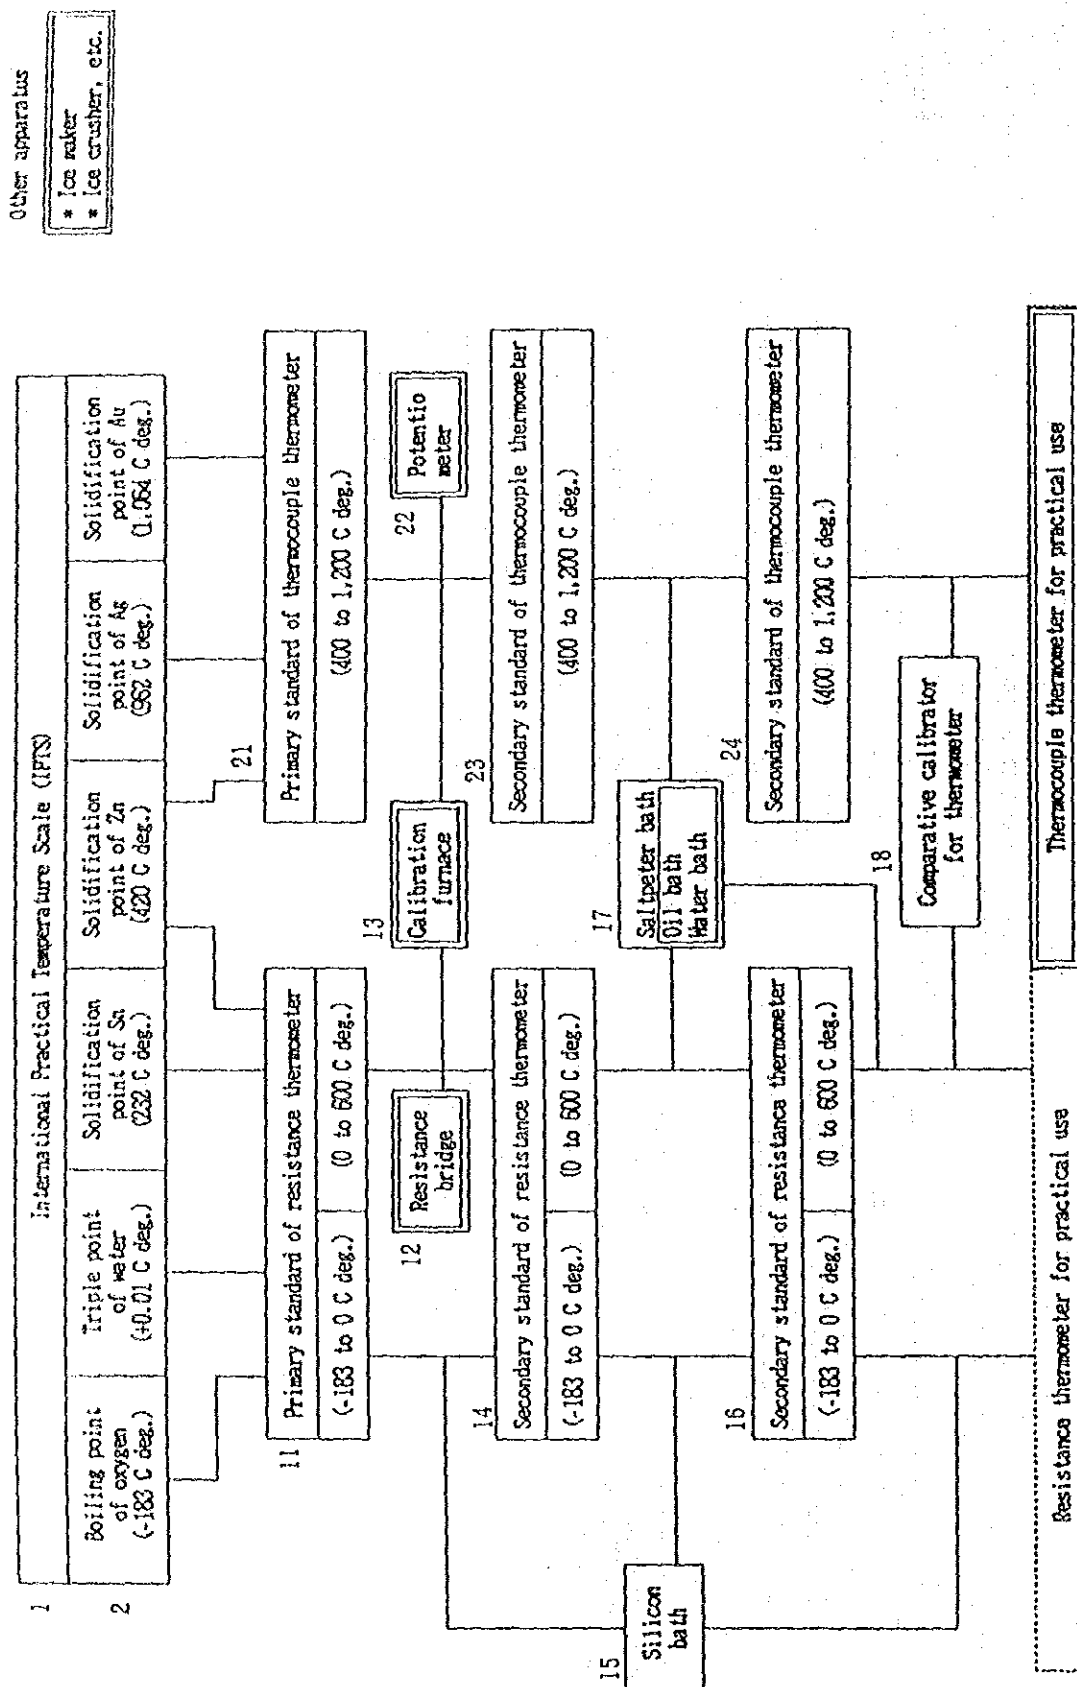 Other apparatus
* Ice maker
* Ice crusher, etc.
1
International Practical Temperature Scale (IPTS)
2
Boiling point
of oxygen
(-183 C deg.)
Triple point
of water
(+0.01 C deg.)
Solidification
point of Sn
(232 C deg.)
Solidification
point of Zn
(420 C deg.)
Solidification
point of Ag
(962 C deg.)
Solidification
point of Au
(1,064 C deg.)
11
Primary standard of resistance thermometer
(-183 to 0 C deg.)
(0 to 600 C deg.)
21
Primary standard of thermocouple thermometer
(400 to 1,200 C deg.)
12
Resistance
bridge
13
Calibration
furnace
22
Potentio
meter
14
Secondary standard of resistance thermometer
(-183 to 0 C deg.)
(0 to 600 C deg.)
23
Secondary standard of thermocouple thermometer
(400 to 1,200 C deg.)
15
Silicon
bath
17
Saltpeter bath
Oil bath
Water bath
16
Secondary standard of resistance thermometer
(-183 to 0 C deg.)
(0 to 600 C deg.)
24
Secondary standard of thermocouple thermometer
(400 to 1,200 C deg.)
18
Comparative calibrator
for thermometer
Resistance thermometer for practical use
Thermocouple thermometer for practical use